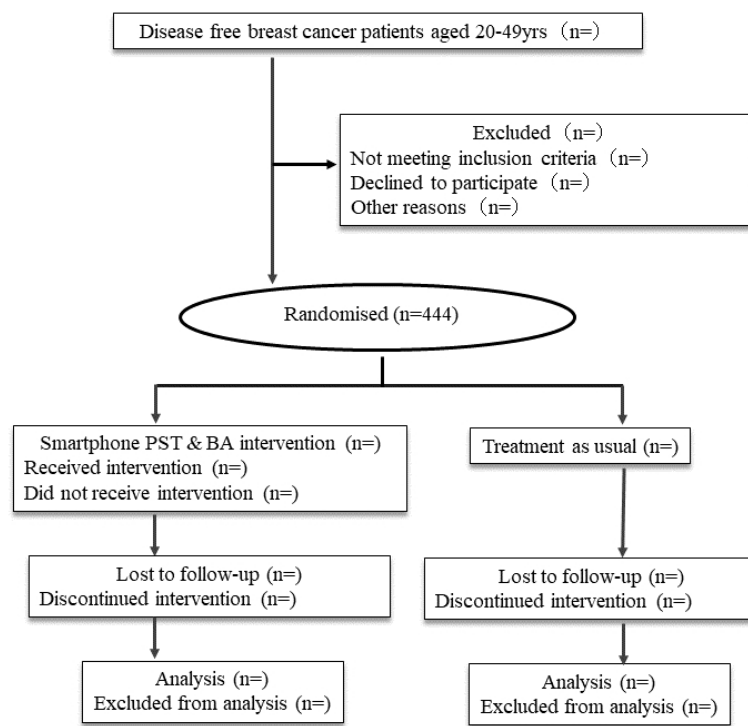 Disease free breast cancer patients aged 20-49yrs（n=）
Excluded（n=）
Not meeting inclusion criteria（n=）
Declined to participate（n=）
Other reasons（n=）
Randomised (n=444)
Smartphone PST & BA intervention (n=)
Received intervention (n=)
Did not receive intervention (n=)
Treatment as usual (n=)
Lost to follow-up (n=)
Discontinued intervention (n=)
Lost to follow-up (n=)
Discontinued intervention (n=)
Analysis (n=)
Excluded from analysis (n=)
Analysis (n=)
Excluded from analysis (n=)